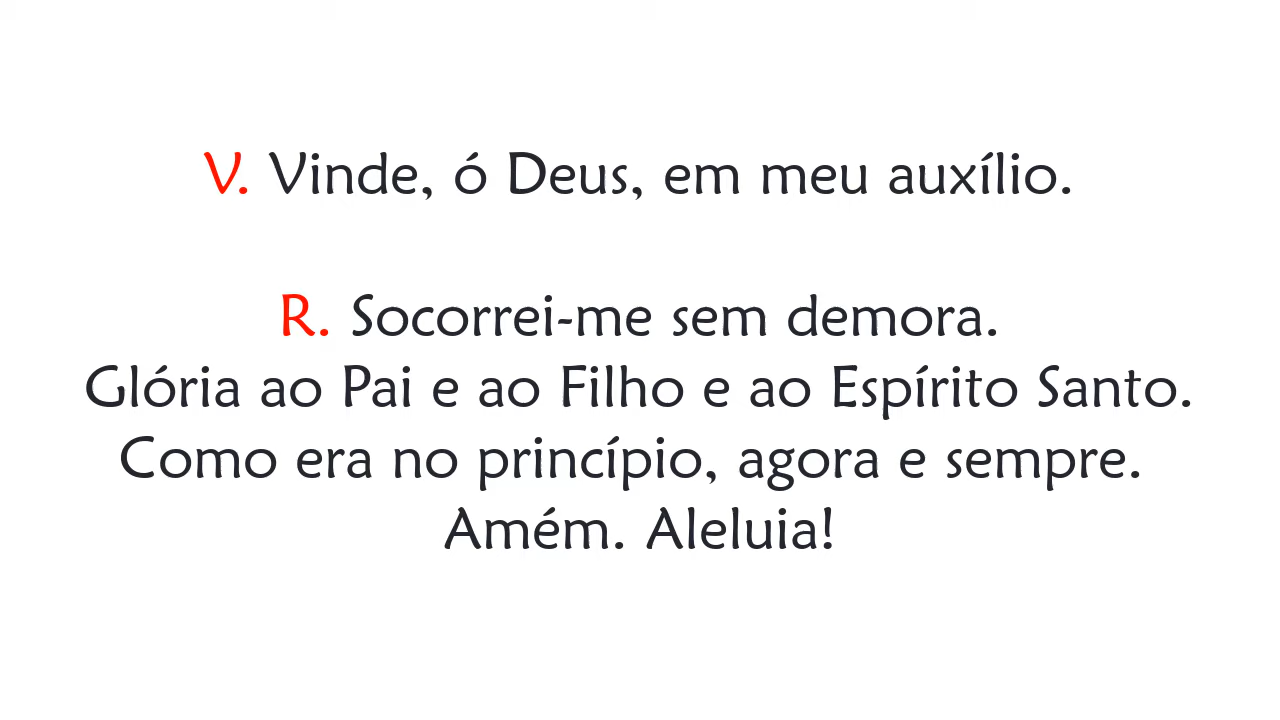 V. Vinde, ó Deus, em meu auxílio.
R. Socorrei-me sem demora.
Glória ao Pai e ao Filho e ao Espírito Santo.
Como era no princípio, agora e sempre.
Amém. Aleluia!